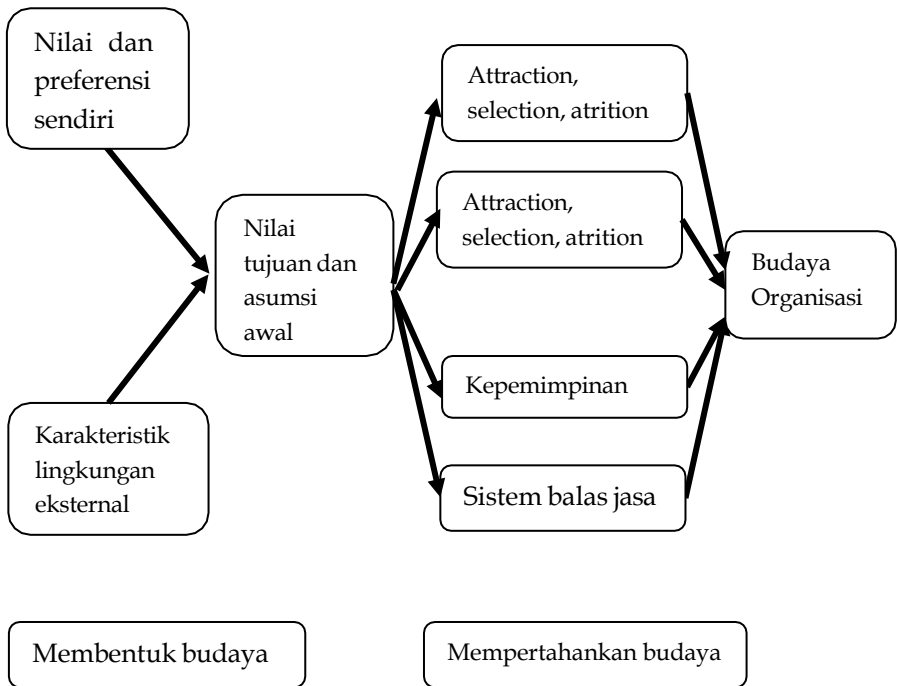 Nilai dan
preferensi
sendiri
Attraction,
selection, atrition
Nilai
tujuan dan
asumsi
awal
Attraction,
selection, atrition
Budaya
Organisasi
Kepemimpinan
Karakteristik
lingkungan
eksternal
Sistem balas jasa
Membentuk budaya
Mempertahankan budaya